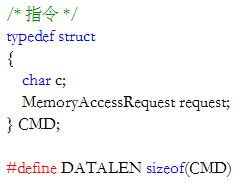 /* 指令 */
typedef struct
{
    char c;
    MemoryAccessRequest request;
} CMD;

#define DATALEN sizeof(CMD)